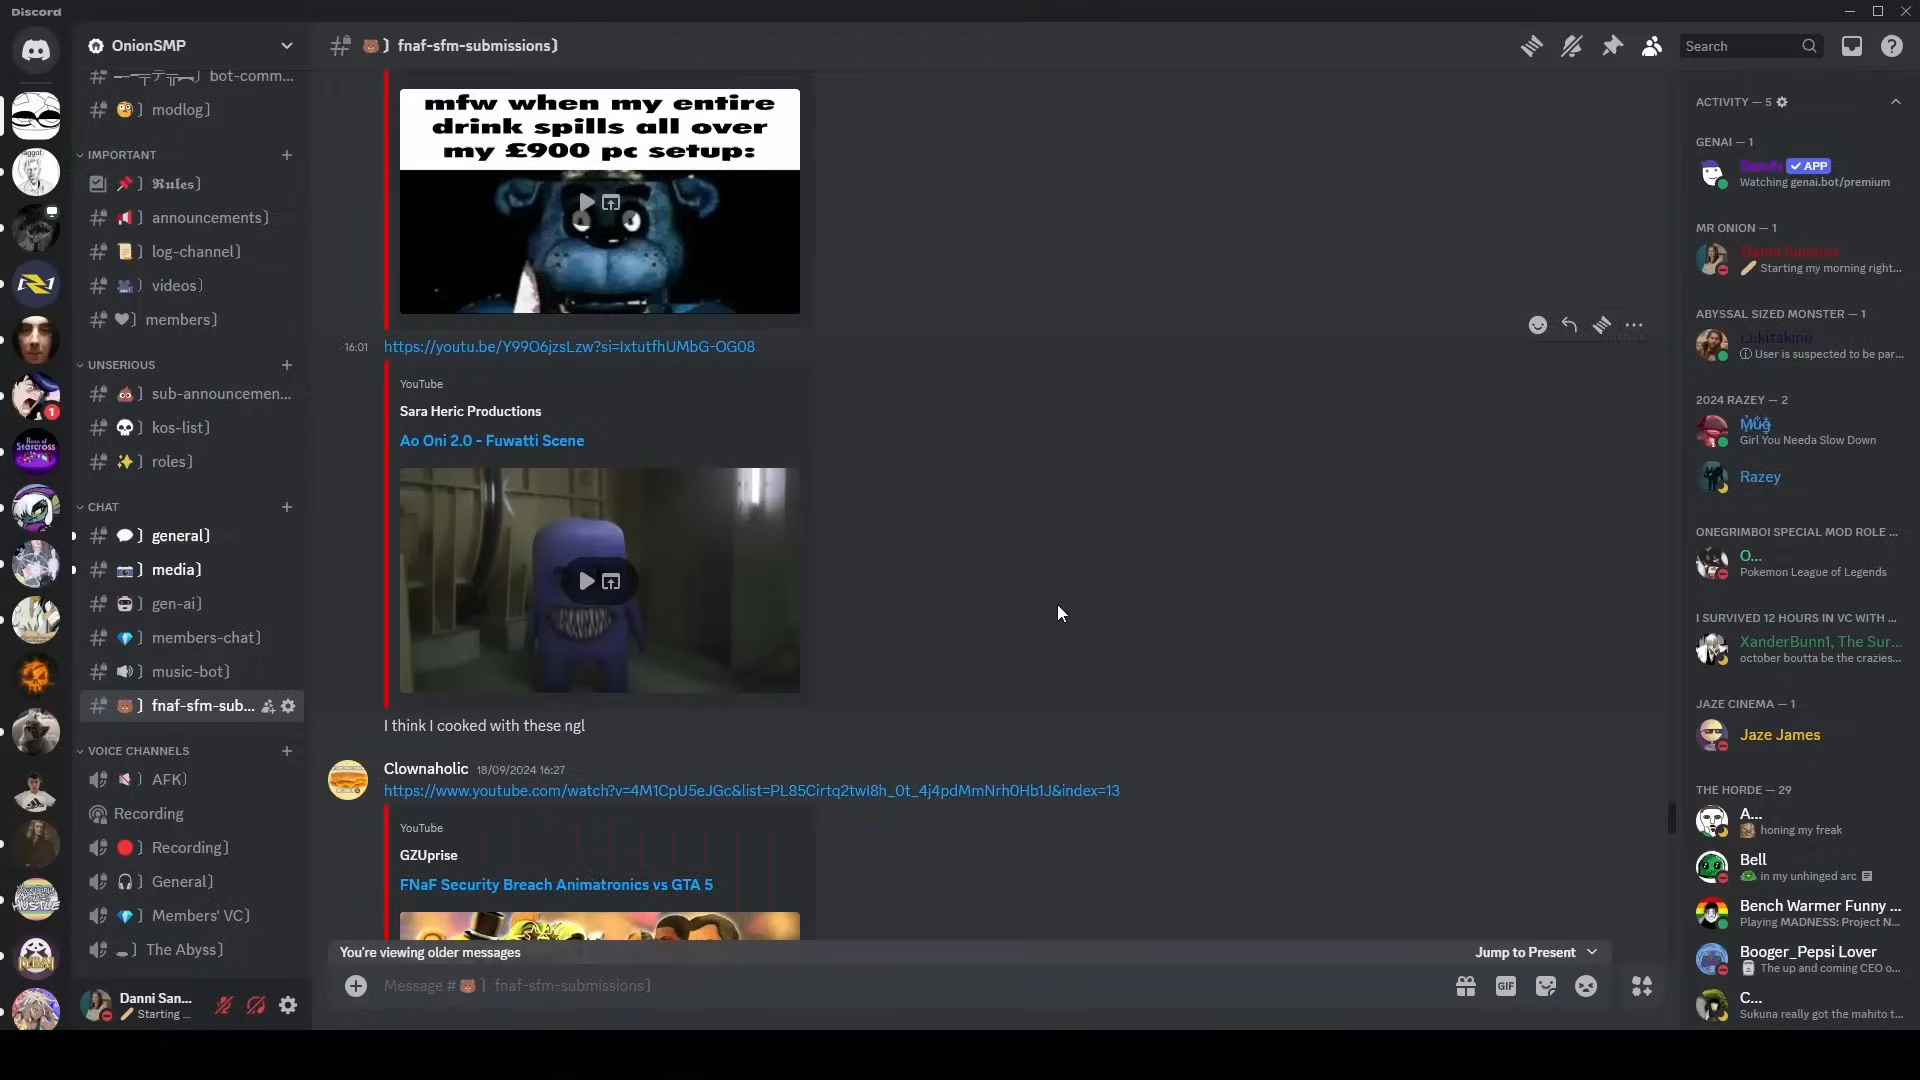 Discord
OnionSMP
bot-comm...
modlog
IMPORTANT
Rules
announcements
log-channel
videos
members
UNSERIOUS
sub-announcemen...
kos-list
roles
CHAT
general
media
gen-ai
members-chat
music-bot
fnaf-sfm-sub...
VOICE CHANNELS
AFK
Recording
Recording
General
Members' VC
The Abyss
Danni San...
Starting ...
fnaf-sfm-submissions
Search
mfw when my entire
drink spills all over
my £900 pc setup:
16:01
https://youtu.be/Y99O6jzsLzw?si=IxtutfhUMbG-OG08
YouTube
Sara Heric Productions
Ao Oni 2.0 - Fuwatti Scene
I think I cooked with these ngl
Clownaholic 18/09/2024 16:27
https://www.youtube.com/watch?v=4M1CpU5eJGc&list=PL85Cirtq2twI8h_0t_4j4pdMmNrh0Hb1J&index=13
YouTube
GZUprise
FNaF Security Breach Animatronics vs GTA 5
You're viewing older messages
Jump to Present
Message # fnaf-sfm-submissions
GIF
ACTIVITY — 5
GENAI — 1
GenAI APP
Watching genai.bot/premium
MR ONION — 1
Danni Sanders
Starting my morning right...
ABYSSAL SIZED MONSTER — 1
Lukitakino
User is suspected to be par...
2024 RAZEY — 2
Mug
Girl You Needa Slow Down
Razey
ONEGRIMBOI SPECIAL MOD ROLE ...
O...
Pokemon League of Legends
I SURVIVED 12 HOURS IN VC WITH ...
XanderBunn1, The Sur...
october boutta be the crazies...
JAZE CINEMA — 1
Jaze James
THE HORDE — 29
A...
honing my freak
Bell
in my unhinged arc
Bench Warmer Funny ...
Playing MADNESS: Project N...
Booger_Pepsi Lover
The up and coming CEO o...
C...
Sukuna really got the mahito t...